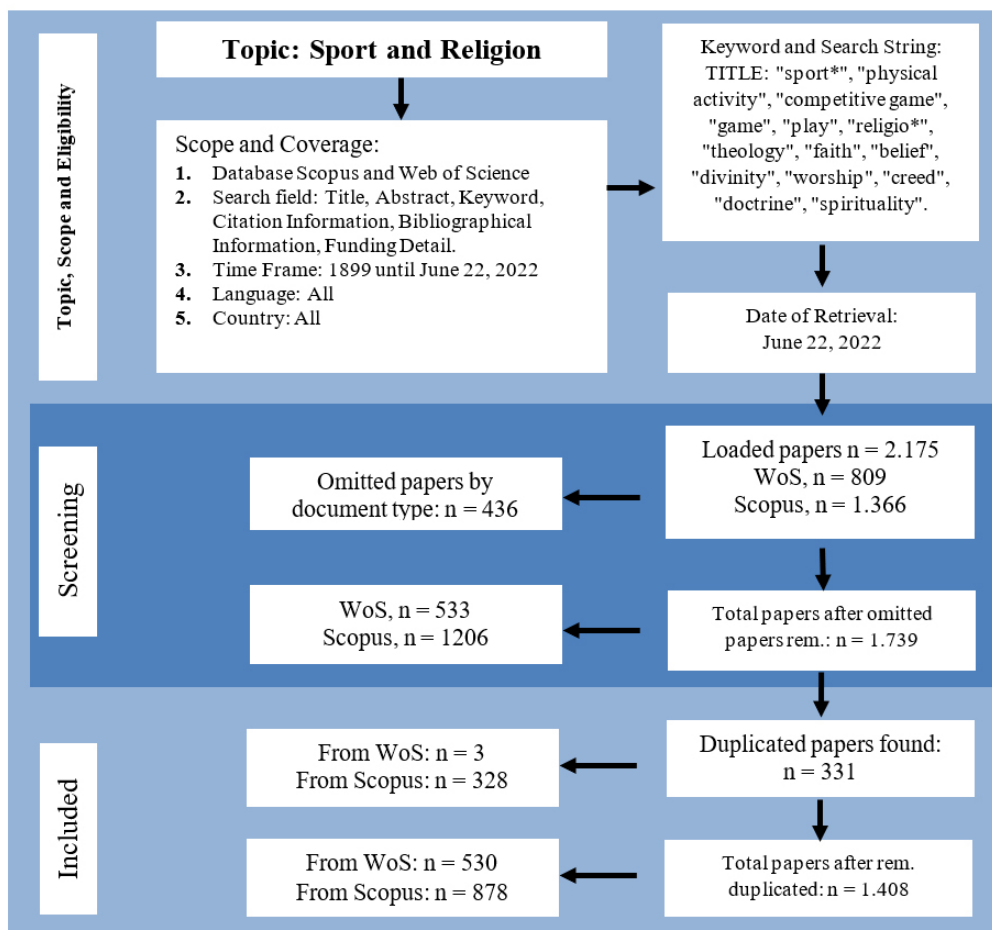 Topic, Scope and Eligibility
Topic: Sport and Religion
Scope and Coverage:
1. Database Scopus and Web of Science
2. Search field: Title, Abstract, Keyword,
Citation Information, Bibliographical
Information, Funding Detail.
3. Time Frame: 1899 until June 22, 2022
4. Language: All
5. Country: All
Keyword and Search String:
TITLE: "sport*", "physical
activity", "competitive game",
"game", "play", "religio*",
"theology", "faith", "belief",
"divinity", "worship", "creed",
"doctrine", "spirituality".
Date of Retrieval:
June 22, 2022
Screening
Loaded papers n = 2.175
WoS, n = 809
Scopus, n = 1.366
Omitted papers by
document type: n = 436
Total papers after omitted
papers rem.: n = 1.739
WoS, n = 533
Scopus, n = 1206
Included
Duplicated papers found:
n = 331
From WoS: n = 3
From Scopus: n = 328
Total papers after rem.
duplicated: n = 1.408
From WoS: n = 530
From Scopus: n = 878